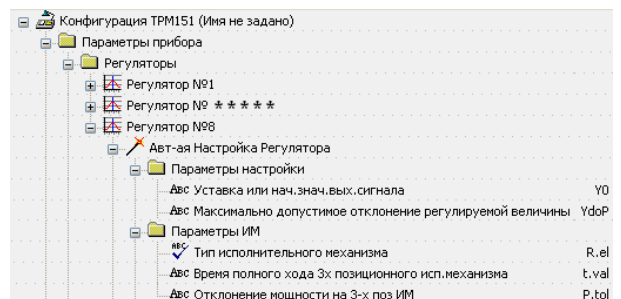 Конфигурация ТРМ151 (Имя не задано)
Параметры прибора
Регуляторы
Регулятор №1
Регулятор № *****
Регулятор №8
Авт-ая Настройка Регулятора
Параметры настройки
Авс Уставка или нач.знач.вых.сигнала Y0
Авс Максимально допустимое отклонение регулируемой величины YdoP
Параметры ИМ
ABC Тип исполнительного механизма R.el
Авс Время полного хода 3х позиционного исп.механизма t.val
Авс Отклонение мощности на 3-х поз ИМ P.tol